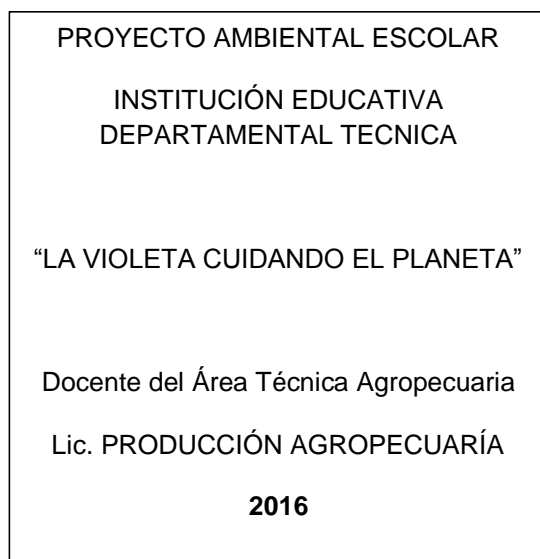 PROYECTO AMBIENTAL ESCOLAR
INSTITUCIÓN EDUCATIVA
DEPARTAMENTAL TECNICA
“LA VIOLETA CUIDANDO EL PLANETA”
Docente del Área Técnica Agropecuaria
Lic. PRODUCCIÓN AGROPECUARÍA
2016